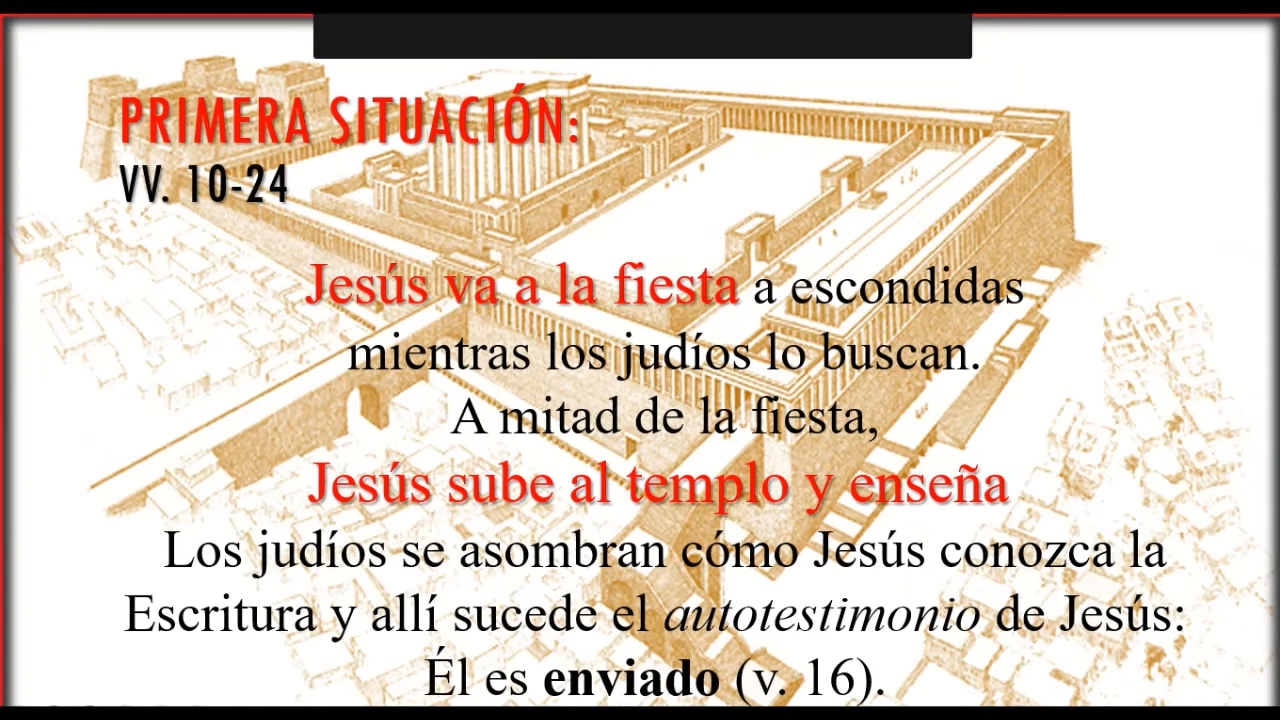 PRIMERA SITUACIÓN:
VV. 10-24
Jesús va a la fiesta a escondidas
mientras los judíos lo buscan.
A mitad de la fiesta,
Jesús sube al templo y enseña
Los judíos se asombran cómo Jesús conozca la
Escritura y allí sucede el autotestimonio de Jesús:
Él es enviado (v. 16).